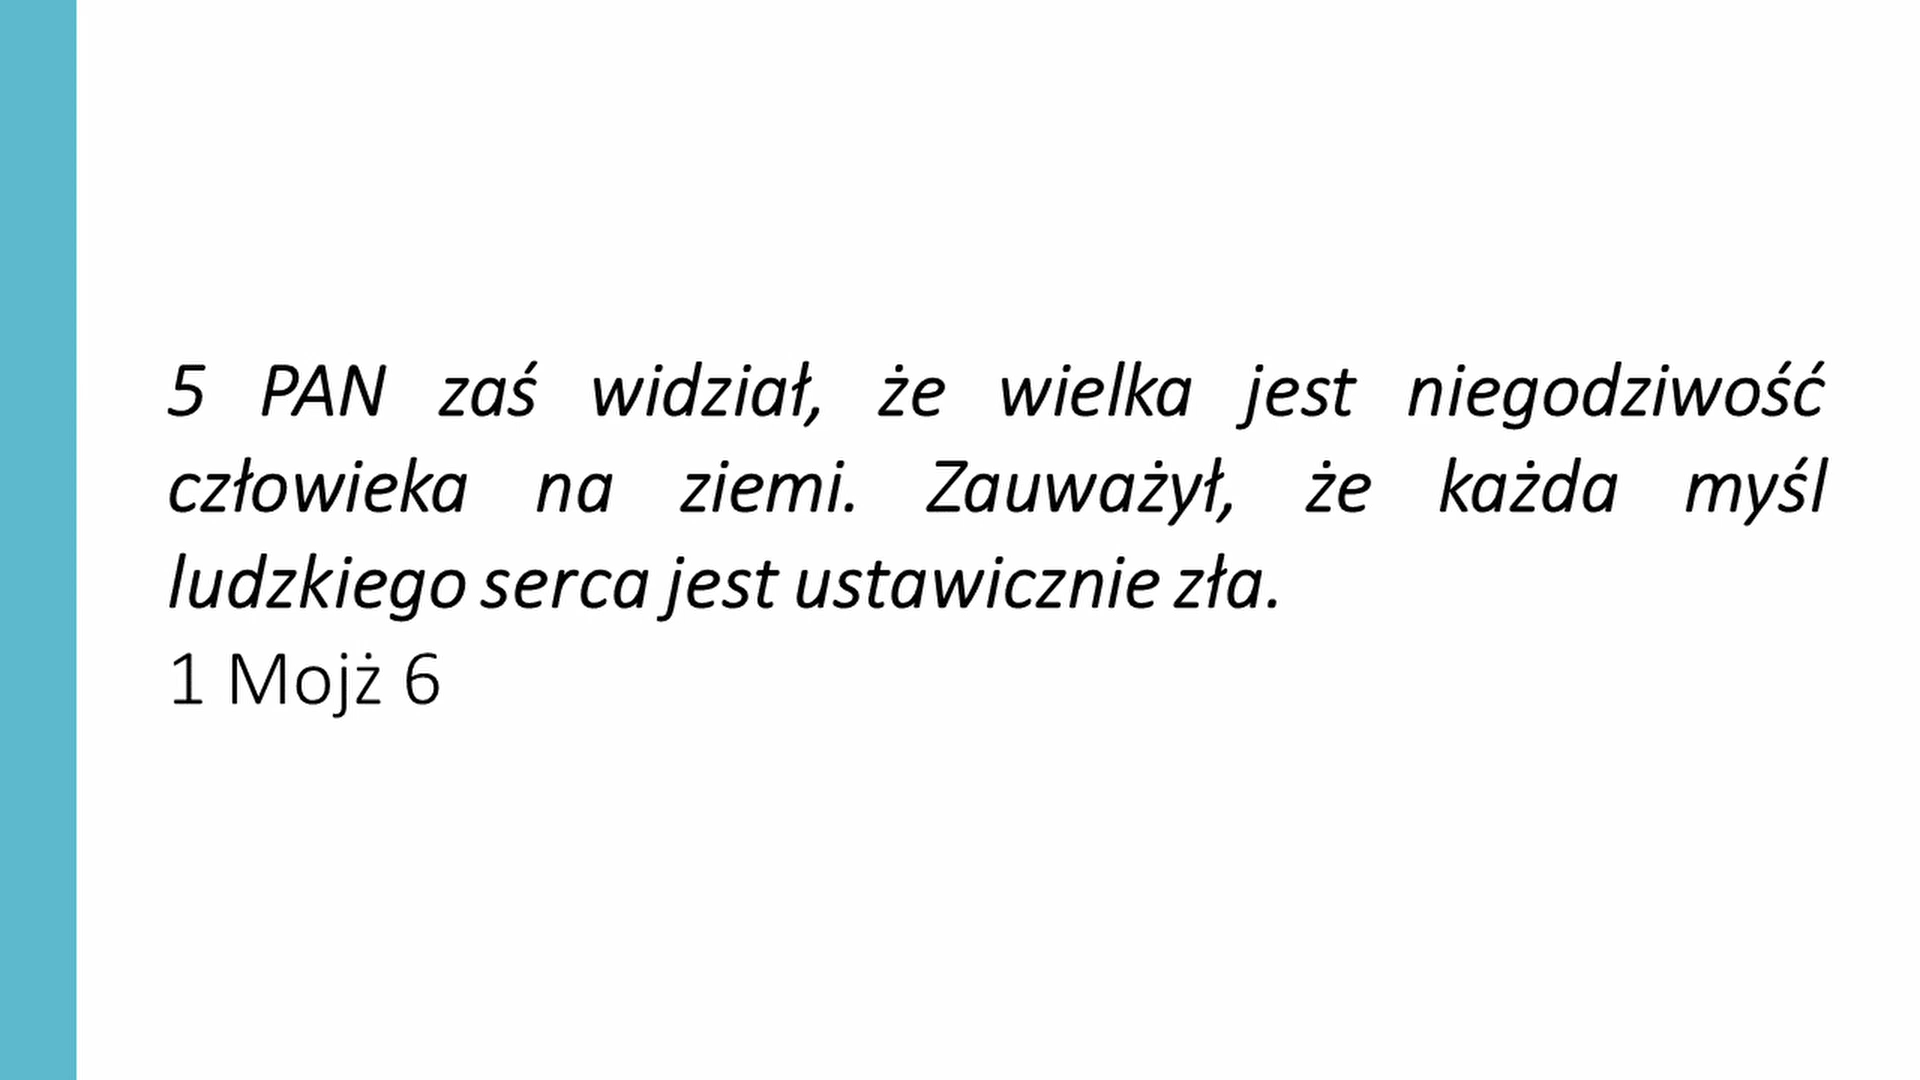 5 PAN zaś widział, że wielka jest niegodziwość
człowieka na ziemi. Zauważył, że każda myśl
ludzkiego serca jest ustawicznie zła.
1 Mojż 6